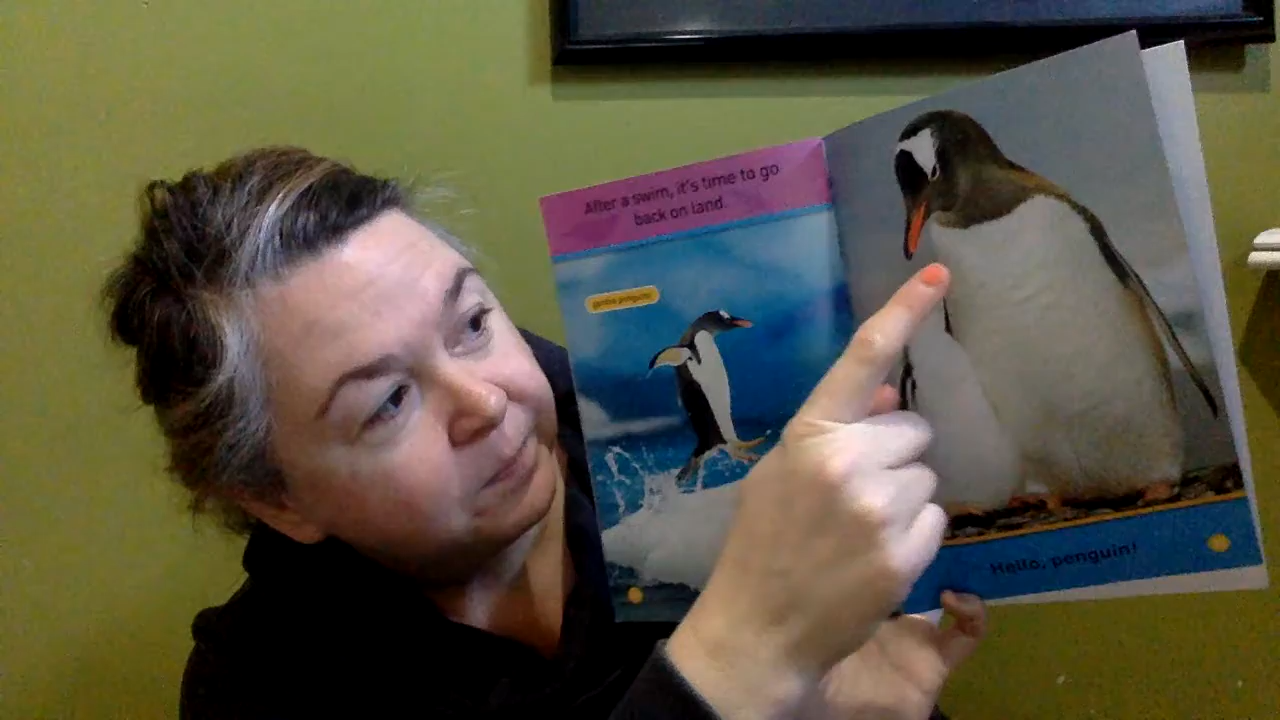 After a swim, it's time to go
back on land.
gentoo penguin
Hello, penguin!